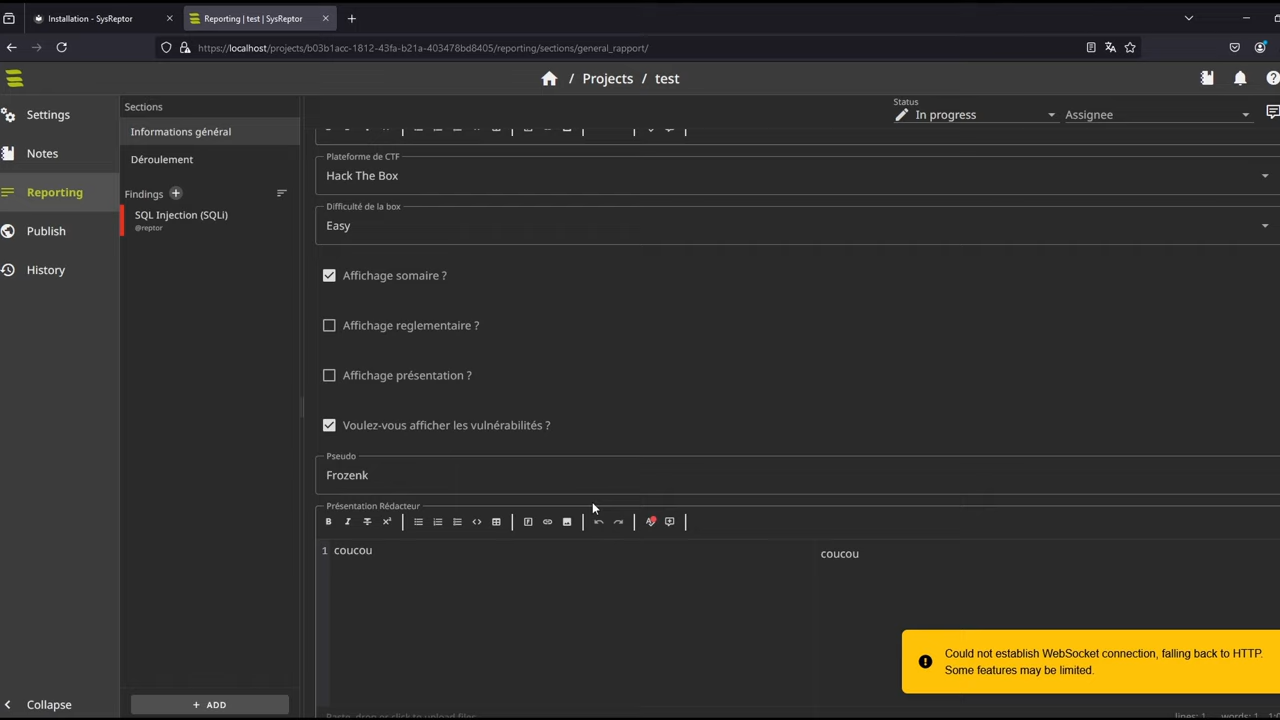 Installation - SysReptor
Reporting | test | SysReptor
https://localhost/projects/b03b1acc-1812-43fa-b21a-403478bd8405/reporting/sections/general_rapport/
/ Projects / test
Settings
Notes
Reporting
Publish
History
Collapse
Sections
Informations général
Déroulement
Findings
SQL Injection (SQLi)
@reptor
+ ADD
Status
In progress
Assignee
Plateforme de CTF
Hack The Box
Difficulté de la box
Easy
Affichage somaire ?
Affichage reglementaire ?
Affichage présentation ?
Voulez-vous afficher les vulnérabilités ?
Pseudo
Frozenk
Présentation Rédacteur
1 coucou
coucou
Could not establish WebSocket connection, falling back to HTTP.
Some features may be limited.